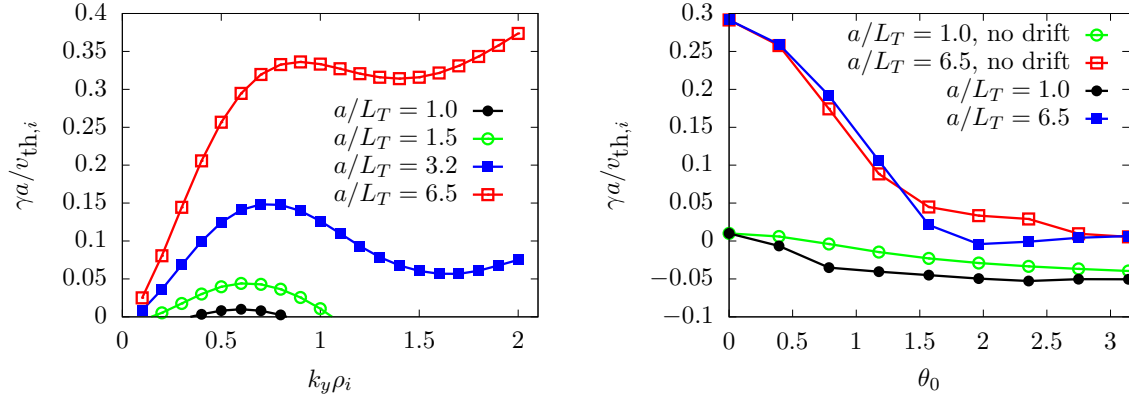 0.4
0.35
0.3
0.25
0.2
0.15
0.1
0.05
0
γa/v_th,i
0 0.5 1 1.5 2
k_yρ_i
a/L_T = 1.0
a/L_T = 1.5
a/L_T = 3.2
a/L_T = 6.5
0.3
0.25
0.2
0.15
0.1
0.05
0
−0.05
−0.1
γa/v_th,i
0 0.5 1 1.5 2 2.5 3
θ_0
a/L_T = 1.0, no drift
a/L_T = 6.5, no drift
a/L_T = 1.0
a/L_T = 6.5